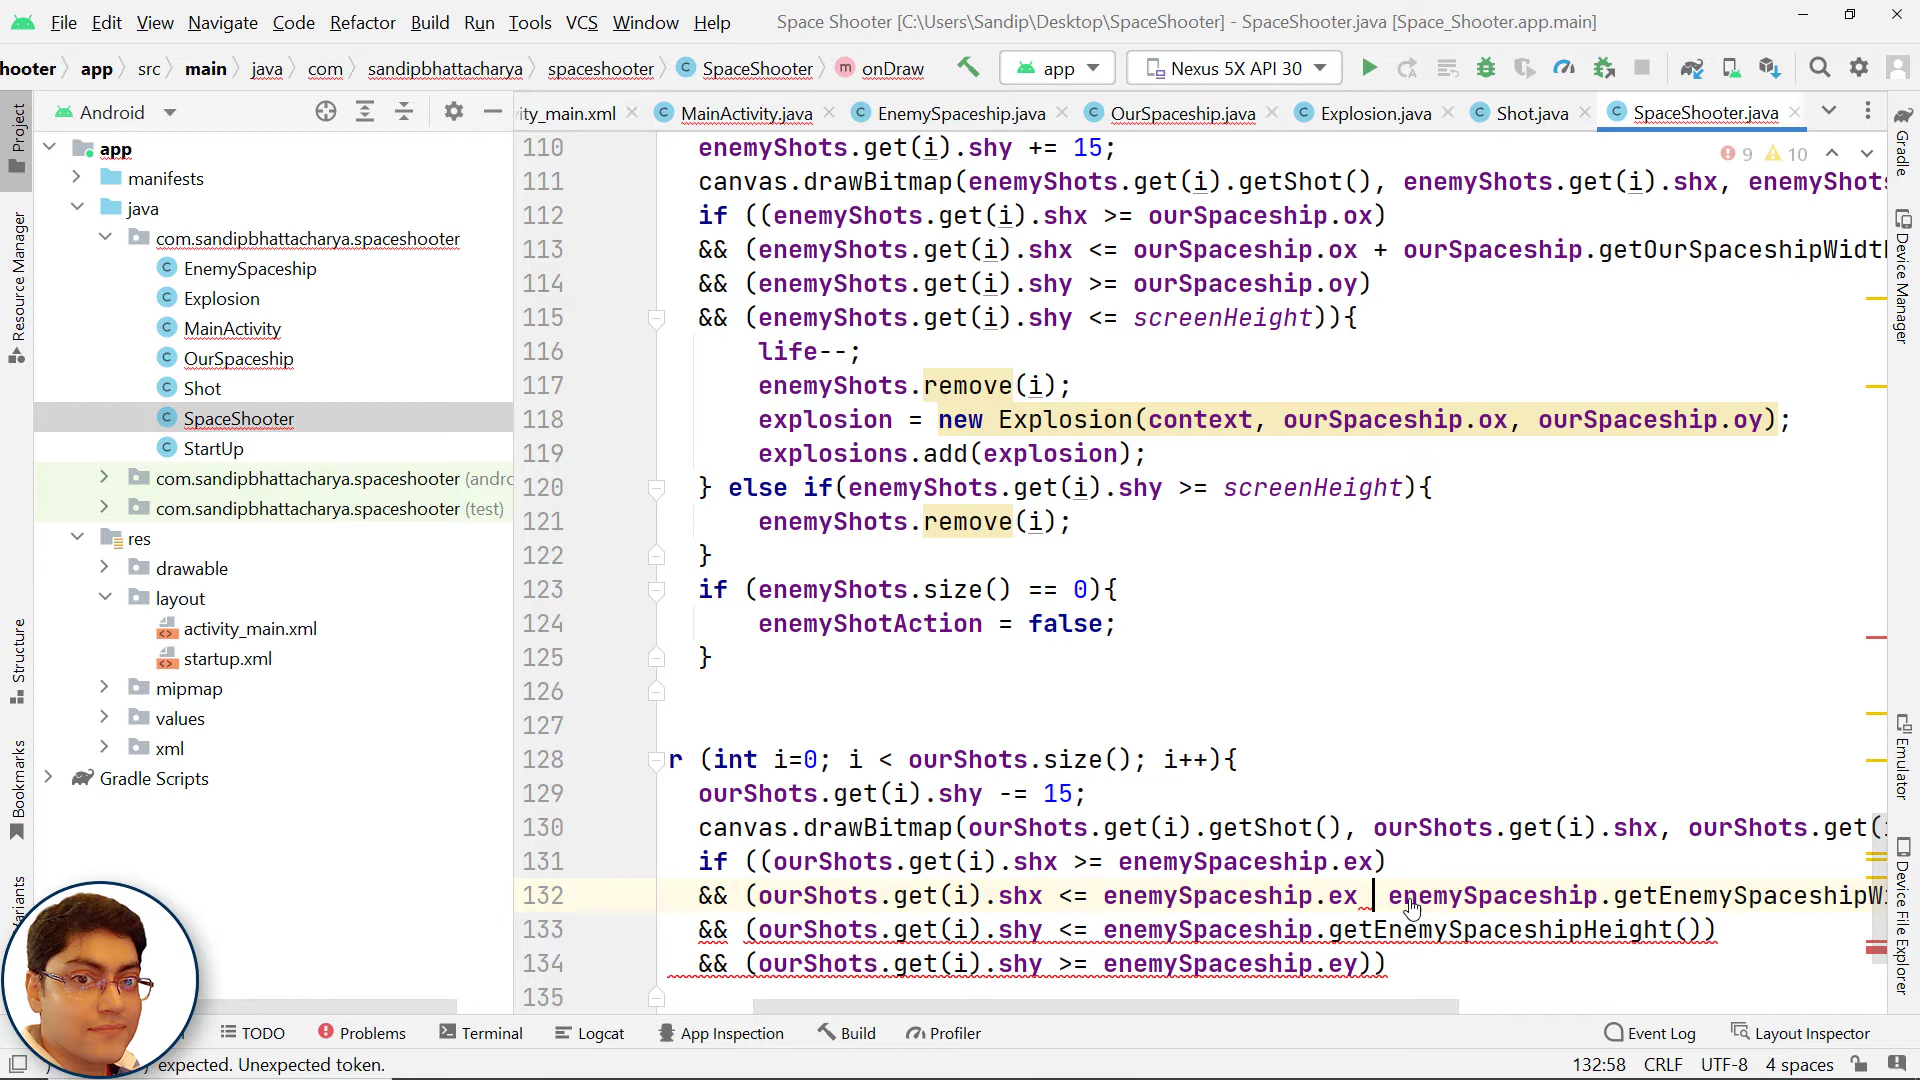 File Edit View Navigate Code Refactor Build Run Tools VCS Window Help Space Shooter [C:\Users\Sandip\Desktop\SpaceShooter] - SpaceShooter.java [Space_Shooter.app.main]
hooter app src main java com sandipbhattacharya spaceshooter SpaceShooter onDraw app Nexus 5X API 30
Android
ity_main.xml MainActivity.java EnemySpaceship.java OurSpaceship.java Explosion.java Shot.java SpaceShooter.java
Project
Resource Manager
Structure
Bookmarks
app
manifests
java
com.sandipbhattacharya.spaceshooter
EnemySpaceship
Explosion
MainActivity
OurSpaceship
Shot
SpaceShooter
StartUp
com.sandipbhattacharya.spaceshooter (andro
com.sandipbhattacharya.spaceshooter (test)
res
drawable
layout
activity_main.xml
startup.xml
mipmap
values
xml
Gradle Scripts
9 10
110 enemyShots.get(i).shy += 15;
111 canvas.drawBitmap(enemyShots.get(i).getShot(), enemyShots.get(i).shx, enemyShots
112 if ((enemyShots.get(i).shx >= ourSpaceship.ox)
113 && (enemyShots.get(i).shx <= ourSpaceship.ox + ourSpaceship.getOurSpaceshipWidth
114 && (enemyShots.get(i).shy >= ourSpaceship.oy)
115 && (enemyShots.get(i).shy <= screenHeight)){
116 life--;
117 enemyShots.remove(i);
118 explosion = new Explosion(context, ourSpaceship.ox, ourSpaceship.oy);
119 explosions.add(explosion);
120 } else if(enemyShots.get(i).shy >= screenHeight){
121 enemyShots.remove(i);
122 }
123 if (enemyShots.size() == 0){
124 enemyShotAction = false;
125 }
126
127
128 r (int i=0; i < ourShots.size(); i++){
129 ourShots.get(i).shy -= 15;
130 canvas.drawBitmap(ourShots.get(i).getShot(), ourShots.get(i).shx, ourShots.get(i
131 if ((ourShots.get(i).shx >= enemySpaceship.ex)
132 && (ourShots.get(i).shx <= enemySpaceship.ex enemySpaceship.getEnemySpaceshipWi
133 && (ourShots.get(i).shy <= enemySpaceship.getEnemySpaceshipHeight())
134 && (ourShots.get(i).shy >= enemySpaceship.ey))
135
Gradle
Device Manager
Emulator
Device File Explorer
TODO Problems Terminal Logcat App Inspection Build Profiler Event Log Layout Inspector
expected. Unexpected token. 132:58 CRLF UTF-8 4 spaces